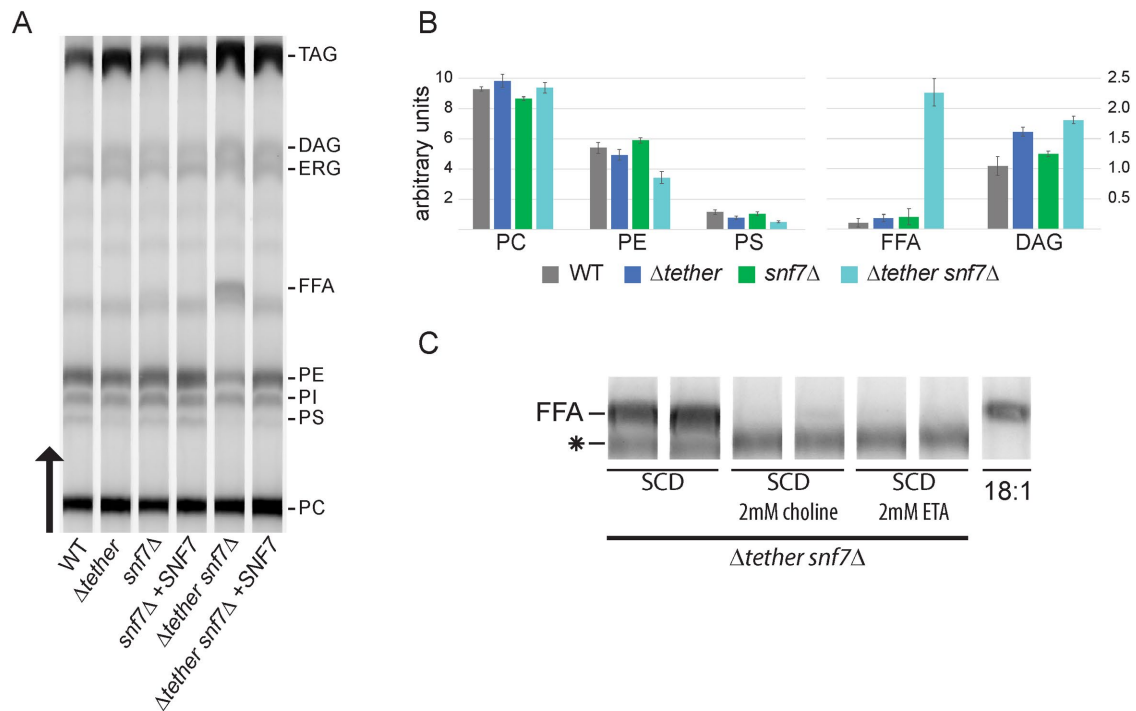 A
TAG
DAG
ERG
FFA
PE
PI
PS
PC
WT
Δtether
snf7Δ
snf7Δ +SNF7
Δtether snf7Δ
Δtether snf7Δ +SNF7
B
arbitrary units
10
8
6
4
2
2.5
2.0
1.5
1.0
0.5
PC PE PS FFA DAG
WT Δtether snf7Δ Δtether snf7Δ
C
FFA
*
SCD SCD SCD 18:1
2mM choline 2mM ETA
Δtether snf7Δ